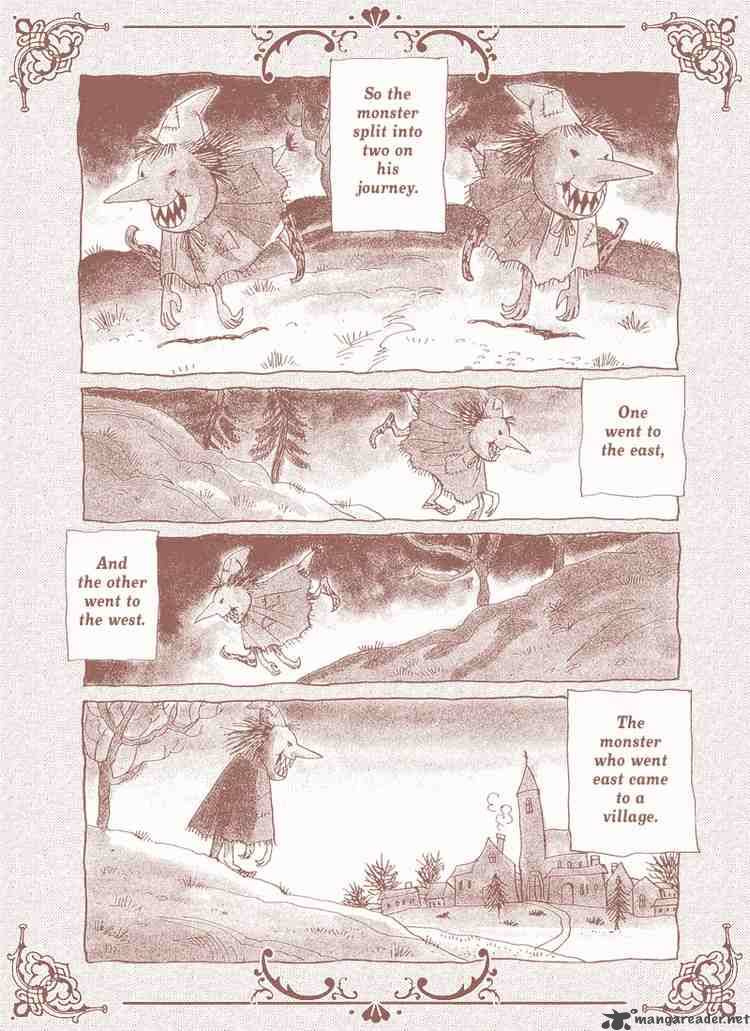 So the
monster
split into
two on
his
journey.
One
went to
the east,
And
the other
went to
the west.
The
monster
who went
east came
to a
village.
mangareader.net